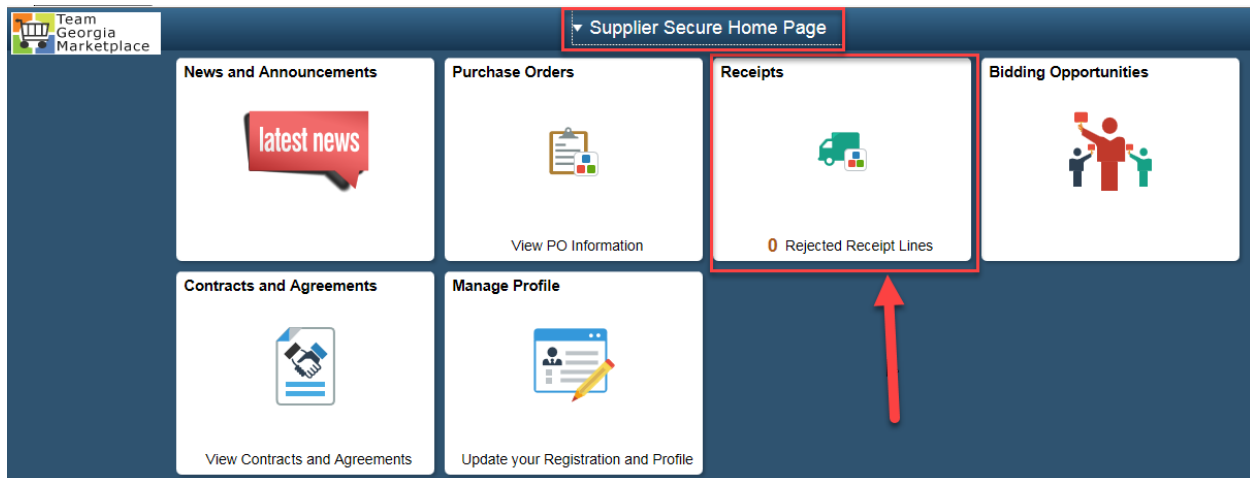 Team
Georgia
Marketplace
Supplier Secure Home Page
News and Announcements
latest news
Purchase Orders
View PO Information
Receipts
0 Rejected Receipt Lines
Bidding Opportunities
Contracts and Agreements
View Contracts and Agreements
Manage Profile
Update your Registration and Profile